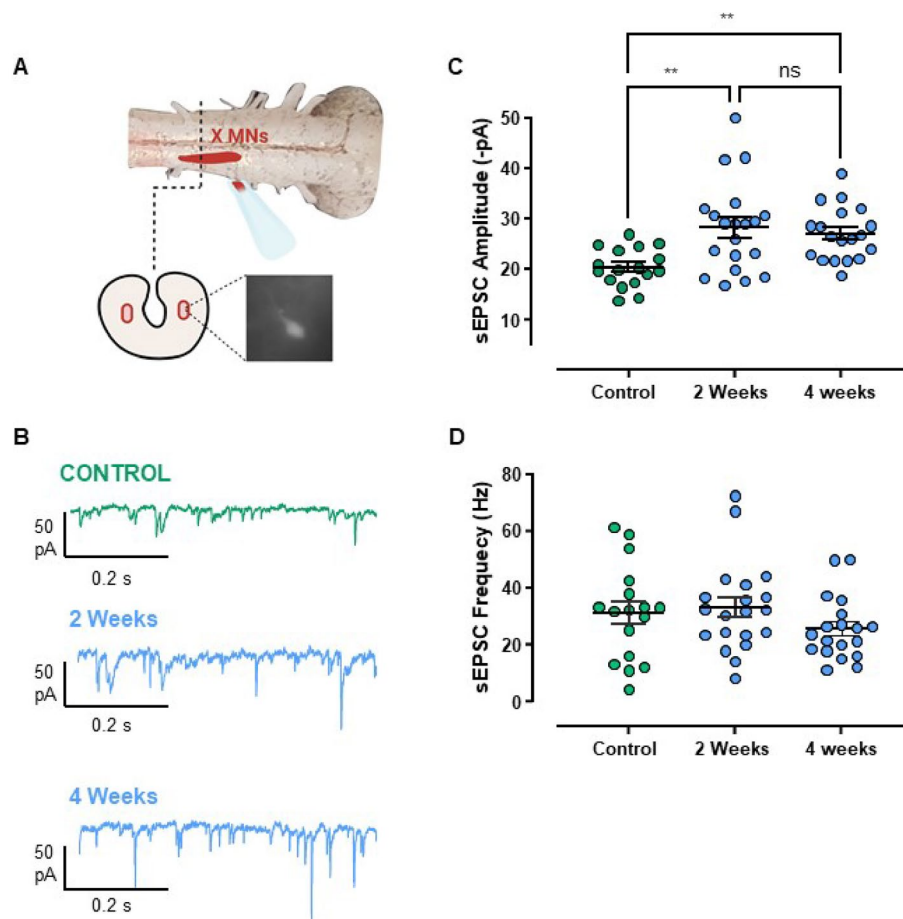 A
X MNs
B
CONTROL
50
pA
0.2 s
2 Weeks
50
pA
0.2 s
4 Weeks
50
pA
0.2 s
C
**
**
ns
sEPSC Amplitude (-pA)
50
40
30
20
10
Control
2 Weeks
4 weeks
D
sEPSC Frequecy (Hz)
80
60
40
20
0
Control
2 Weeks
4 weeks